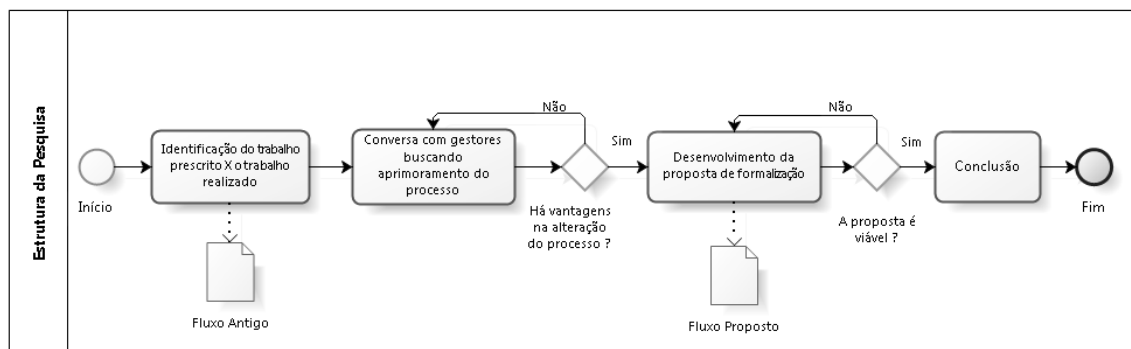 Estrutura da Pesquisa
Início
Identificação do trabalho
prescrito X o trabalho
realizado
Fluxo Antigo
Conversa com gestores
buscando
aprimoramento do
processo
Não
Sim
Há vantagens
na alteração
do processo ?
Desenvolvimento da
proposta de formalização
Fluxo Proposto
Não
Sim
A proposta é
viável ?
Conclusão
Fim